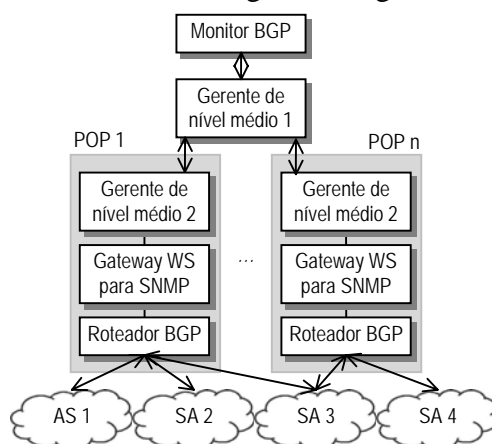 Monitor BGP
Gerente de
nível médio 1
POP 1
POP n
Gerente de
nível médio 2
Gerente de
nível médio 2
...
Gateway WS
para SNMP
Gateway WS
para SNMP
Roteador BGP
Roteador BGP
AS 1
SA 2
SA 3
SA 4